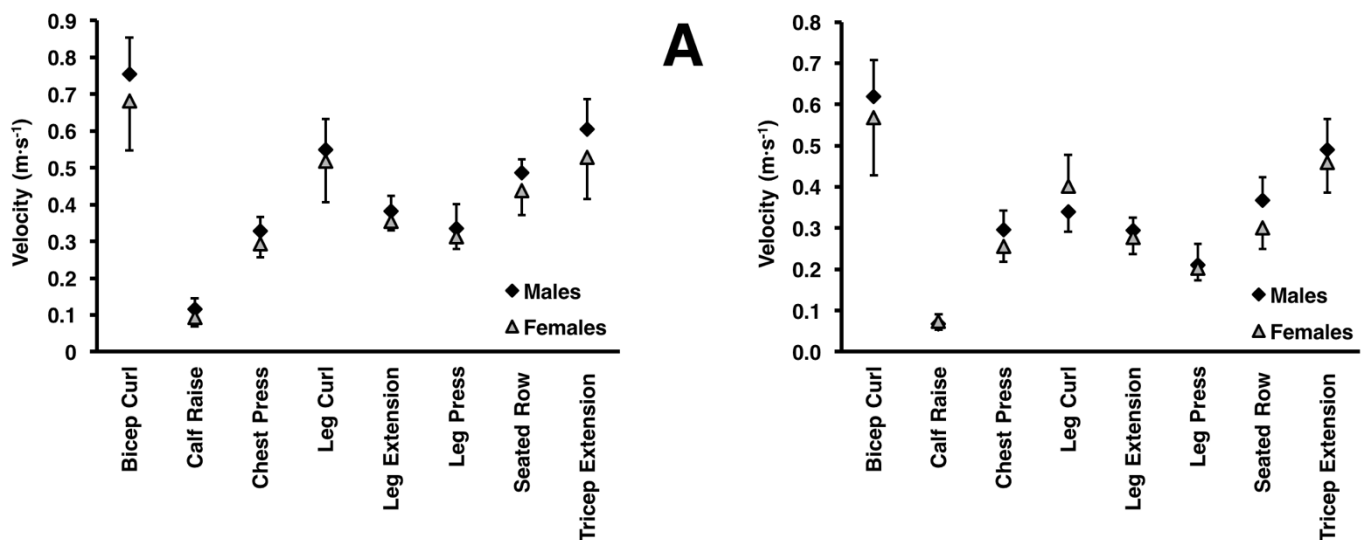 Velocity (m·s⁻¹)
0.9
0.8
0.7
0.6
0.5
0.4
0.3
0.2
0.1
0
Males
Females
Bicep Curl
Calf Raise
Chest Press
Leg Curl
Leg Extension
Leg Press
Seated Row
Tricep Extension
A
Velocity (m·s⁻¹)
0.8
0.7
0.6
0.5
0.4
0.3
0.2
0.1
0.0
Males
Females
Bicep Curl
Calf Raise
Chest Press
Leg Curl
Leg Extension
Leg Press
Seated Row
Tricep Extension